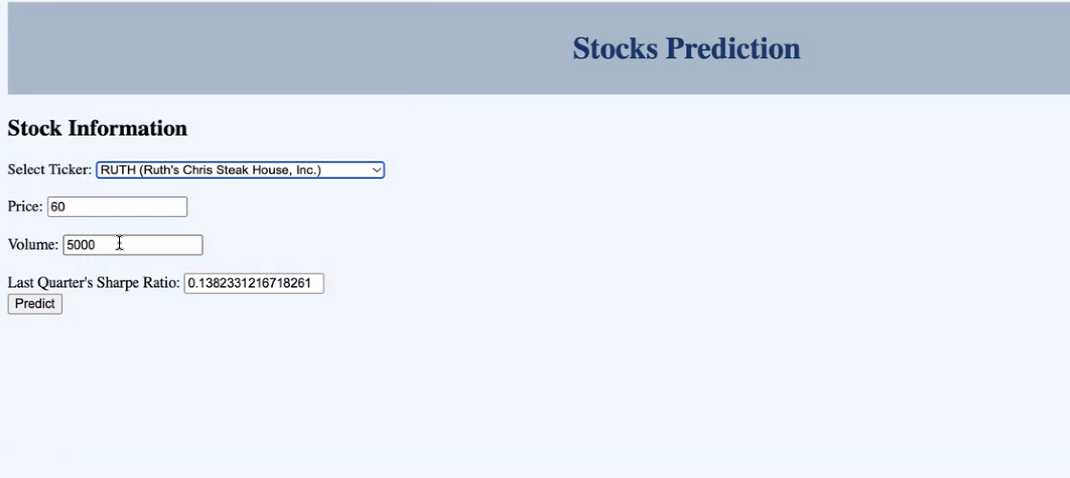 Stocks Prediction
Stock Information
Select Ticker: RUTH (Ruth's Chris Steak House, Inc.)
Price: 60
Volume: 5000
Last Quarter's Sharpe Ratio: 0.1382331216718261
Predict